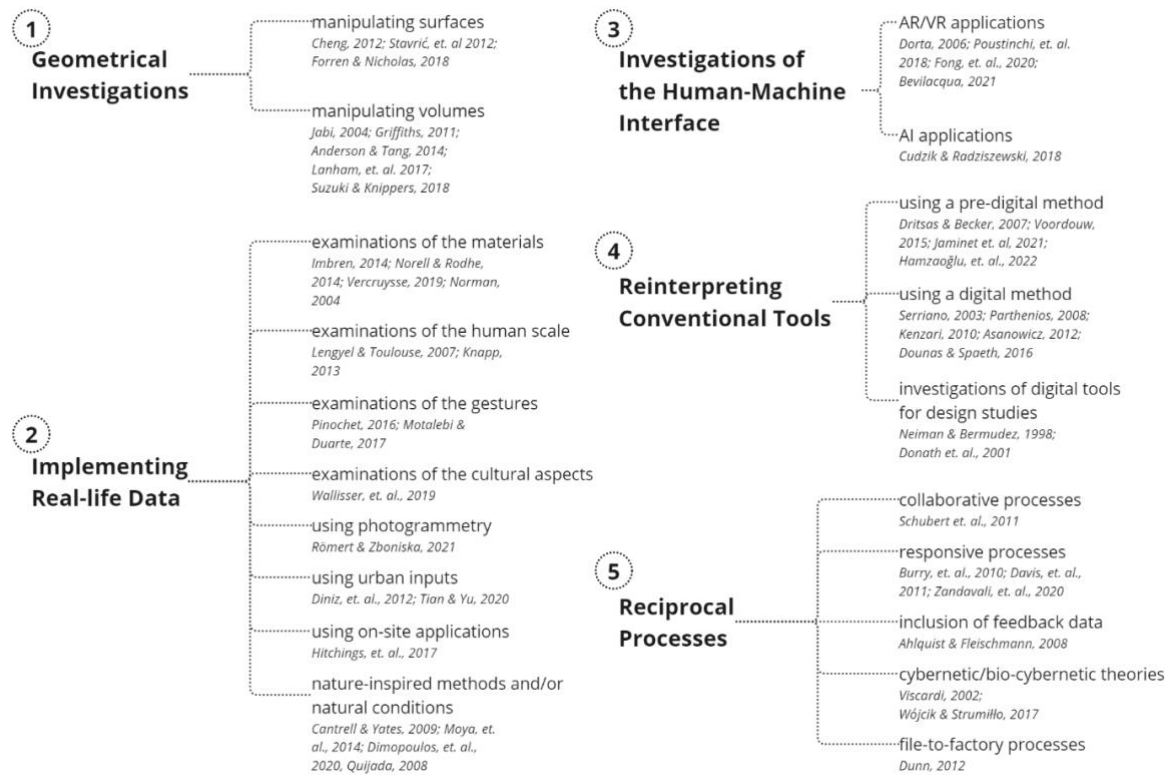 1
Geometrical
Investigations
manipulating surfaces
Cheng, 2012; Stavrić, et. al 2012;
Forren & Nicholas, 2018
manipulating volumes
Jabi, 2004; Griffiths, 2011;
Anderson & Tang, 2014;
Lanham, et. al. 2017;
Suzuki & Knippers, 2018
2
Implementing
Real-life Data
examinations of the materials
Imbren, 2014; Norell & Rodhe,
2014; Vercruysse, 2019; Norman,
2004
examinations of the human scale
Lengyel & Toulouse, 2007; Knapp,
2013
examinations of the gestures
Pinochet, 2016; Motalebi &
Duarte, 2017
examinations of the cultural aspects
Wallisser, et. al., 2019
using photogrammetry
Römert & Zboniska, 2021
using urban inputs
Diniz, et. al., 2012; Tian & Yu, 2020
using on-site applications
Hitchings, et. al., 2017
nature-inspired methods and/or
natural conditions
Cantrell & Yates, 2009; Moya, et.
al., 2014; Dimopoulos, et. al.,
2020, Quijada, 2008
3
Investigations of
the Human-Machine
Interface
AR/VR applications
Dorta, 2006; Poustinchi, et. al.
2018; Fong, et. al., 2020;
Bevilacqua, 2021
AI applications
Cudzik & Radziszewski, 2018
4
Reinterpreting
Conventional Tools
using a pre-digital method
Dritsas & Becker, 2007; Voordouw,
2015; Jaminet et. al, 2021;
Hamzaoğlu, et. al., 2022
using a digital method
Serriano, 2003; Parthenios, 2008;
Kenzari, 2010; Asanowicz, 2012;
Dounas & Spaeth, 2016
investigations of digital tools
for design studies
Neiman & Bermudez, 1998;
Donath et. al., 2001
5
Reciprocal
Processes
collaborative processes
Schubert et. al., 2011
responsive processes
Burry, et. al., 2010; Davis, et. al.,
2011; Zandavali, et. al., 2020
inclusion of feedback data
Ahlquist & Fleischmann, 2008
cybernetic/bio-cybernetic theories
Viscardi, 2002;
Wójcik & Strumiłło, 2017
file-to-factory processes
Dunn, 2012